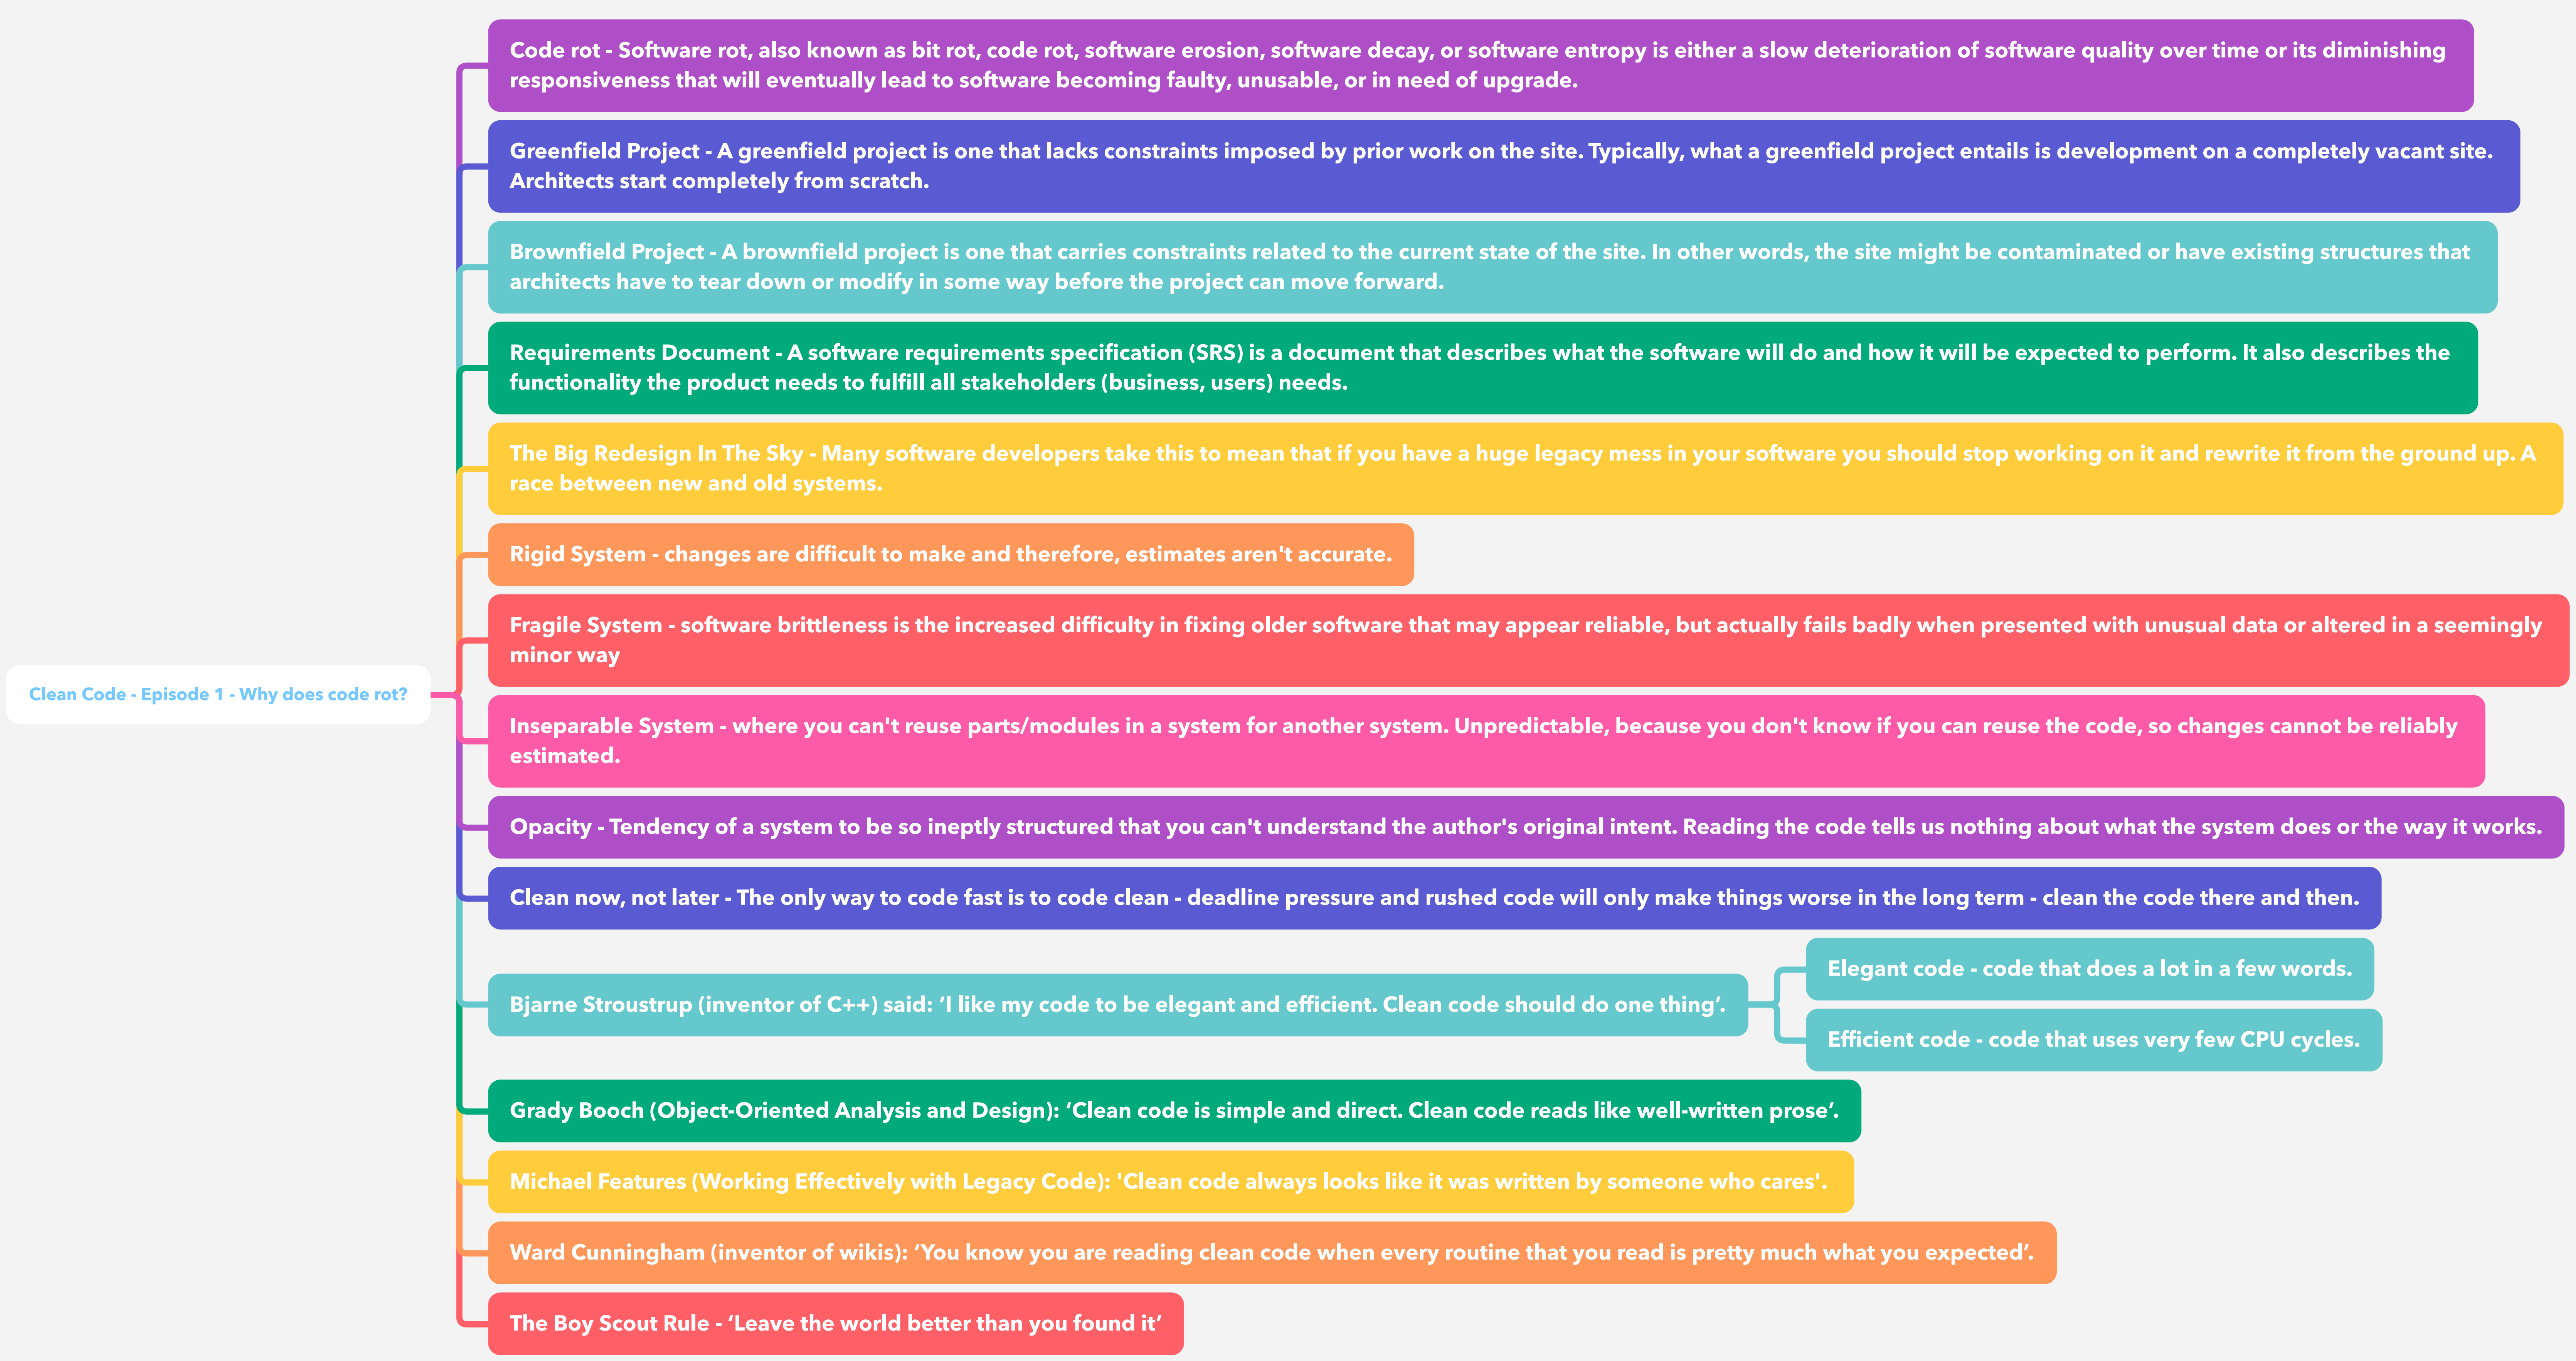 Code rot - Software rot, also known as bit rot, code rot, software erosion, software decay, or software entropy is either a slow deterioration of software quality over time or its diminishing
responsiveness that will eventually lead to software becoming faulty, unusable, or in need of upgrade.
Greenfield Project - A greenfield project is one that lacks constraints imposed by prior work on the site. Typically, what a greenfield project entails is development on a completely vacant site.
Architects start completely from scratch.
Brownfield Project - A brownfield project is one that carries constraints related to the current state of the site. In other words, the site might be contaminated or have existing structures that
architects have to tear down or modify in some way before the project can move forward.
Requirements Document - A software requirements specification (SRS) is a document that describes what the software will do and how it will be expected to perform. It also describes the
functionality the product needs to fulfill all stakeholders (business, users) needs.
The Big Redesign In The Sky - Many software developers take this to mean that if you have a huge legacy mess in your software you should stop working on it and rewrite it from the ground up. A
race between new and old systems.
Rigid System - changes are difficult to make and therefore, estimates aren't accurate.
Fragile System - software brittleness is the increased difficulty in fixing older software that may appear reliable, but actually fails badly when presented with unusual data or altered in a seemingly
minor way
Clean Code - Episode 1 - Why does code rot?
Inseparable System - where you can't reuse parts/modules in a system for another system. Unpredictable, because you don't know if you can reuse the code, so changes cannot be reliably
estimated.
Opacity - Tendency of a system to be so ineptly structured that you can't understand the author's original intent. Reading the code tells us nothing about what the system does or the way it works.
Clean now, not later - The only way to code fast is to code clean - deadline pressure and rushed code will only make things worse in the long term - clean the code there and then.
Bjarne Stroustrup (inventor of C++) said: ‘I like my code to be elegant and efficient. Clean code should do one thing’.
Elegant code - code that does a lot in a few words.
Efficient code - code that uses very few CPU cycles.
Grady Booch (Object-Oriented Analysis and Design): ‘Clean code is simple and direct. Clean code reads like well-written prose’.
Michael Features (Working Effectively with Legacy Code): 'Clean code always looks like it was written by someone who cares'.
Ward Cunningham (inventor of wikis): ‘You know you are reading clean code when every routine that you read is pretty much what you expected’.
The Boy Scout Rule - ‘Leave the world better than you found it’